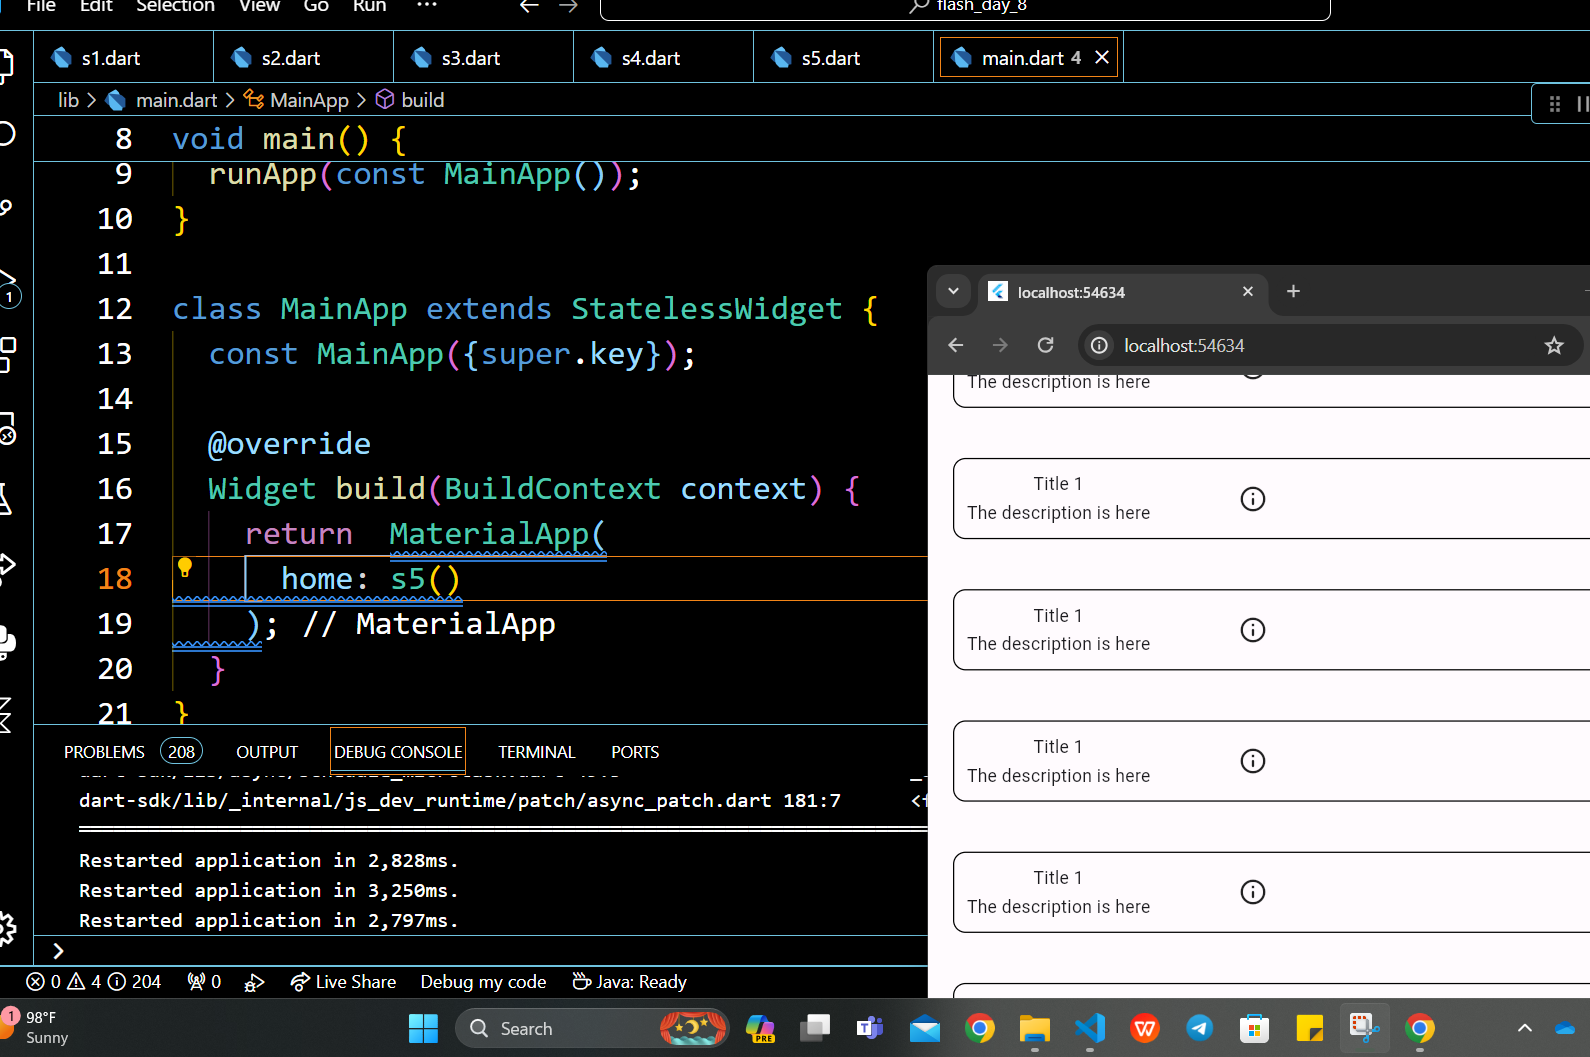 File Edit Selection View Go Run ··· flash_day_8
s1.dart s2.dart s3.dart s4.dart s5.dart main.dart 4
lib > main.dart > MainApp > build
8 void main() {
9 runApp(const MainApp());
10 }
11
12 class MainApp extends StatelessWidget {
13 const MainApp({super.key});
14
15 @override
16 Widget build(BuildContext context) {
17 return MaterialApp(
18 home: s5()
19 ); // MaterialApp
20 }
21 }
PROBLEMS 208 OUTPUT DEBUG CONSOLE TERMINAL PORTS
dart-sdk/lib/_internal/js_dev_runtime/patch/async_patch.dart 181:7
Restarted application in 2,828ms.
Restarted application in 3,250ms.
Restarted application in 2,797ms.
>
0 4 204 0 Live Share Debug my code Java: Ready
1
localhost:54634
localhost:54634
The description is here
Title 1
The description is here
Title 1
The description is here
Title 1
The description is here
Title 1
The description is here
1 98°F
Sunny
Search
PRE